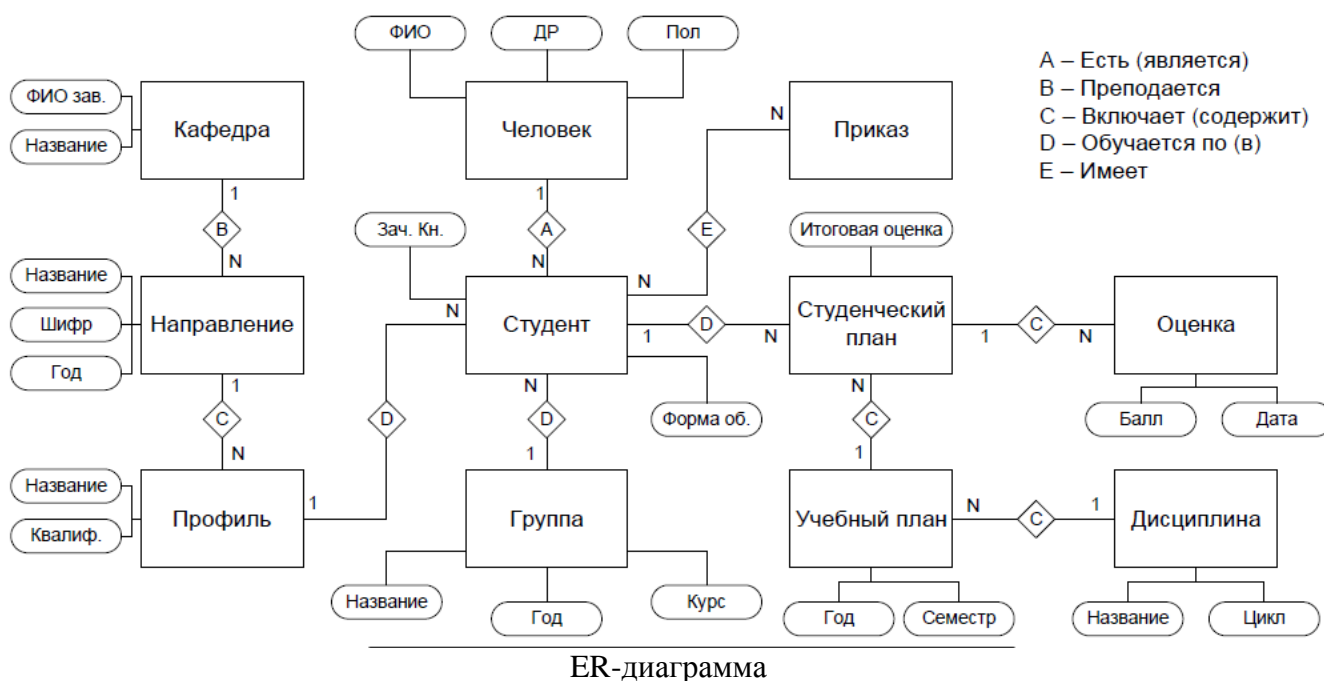 ФИО
ДР
Пол
A – Есть (является)
B – Преподается
C – Включает (содержит)
D – Обучается по (в)
E – Имеет
ФИО зав.
Название
Кафедра
Человек
N
Приказ
1
1
B
Зач. Кн.
A
E
Итоговая оценка
N
N
N
Название
Шифр
Год
Направление
N
Студент
1
D
N
Студенческий
план
1
C
N
Оценка
1
N
N
C
D
D
Форма об.
C
Балл
Дата
N
1
1
Название
Квалиф.
Профиль
1
Группа
Учебный план
N
C
1
Дисциплина
Название
Год
Курс
Год
Семестр
Название
Цикл
ER-диаграмма